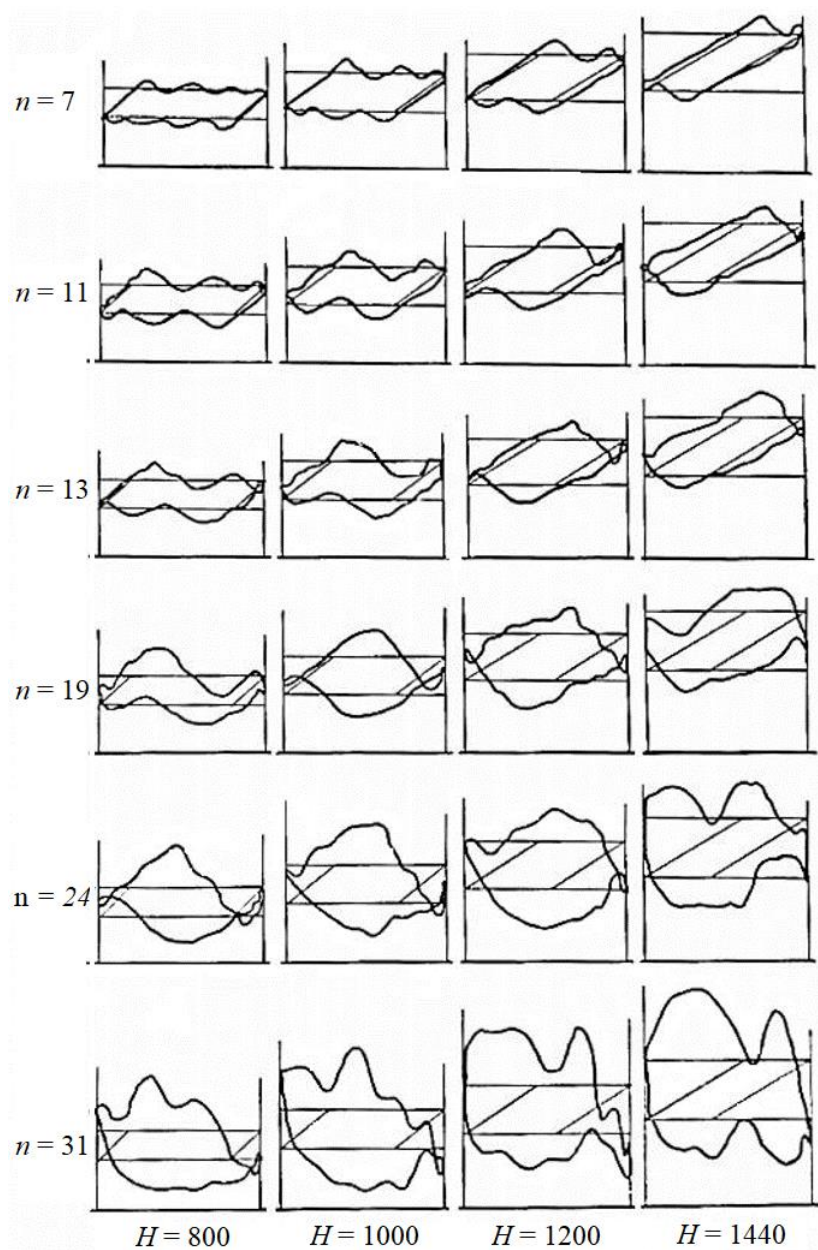 n = 7
n = 11
n = 13
n = 19
n = 24
n = 31
H = 800 H = 1000 H = 1200 H = 1440